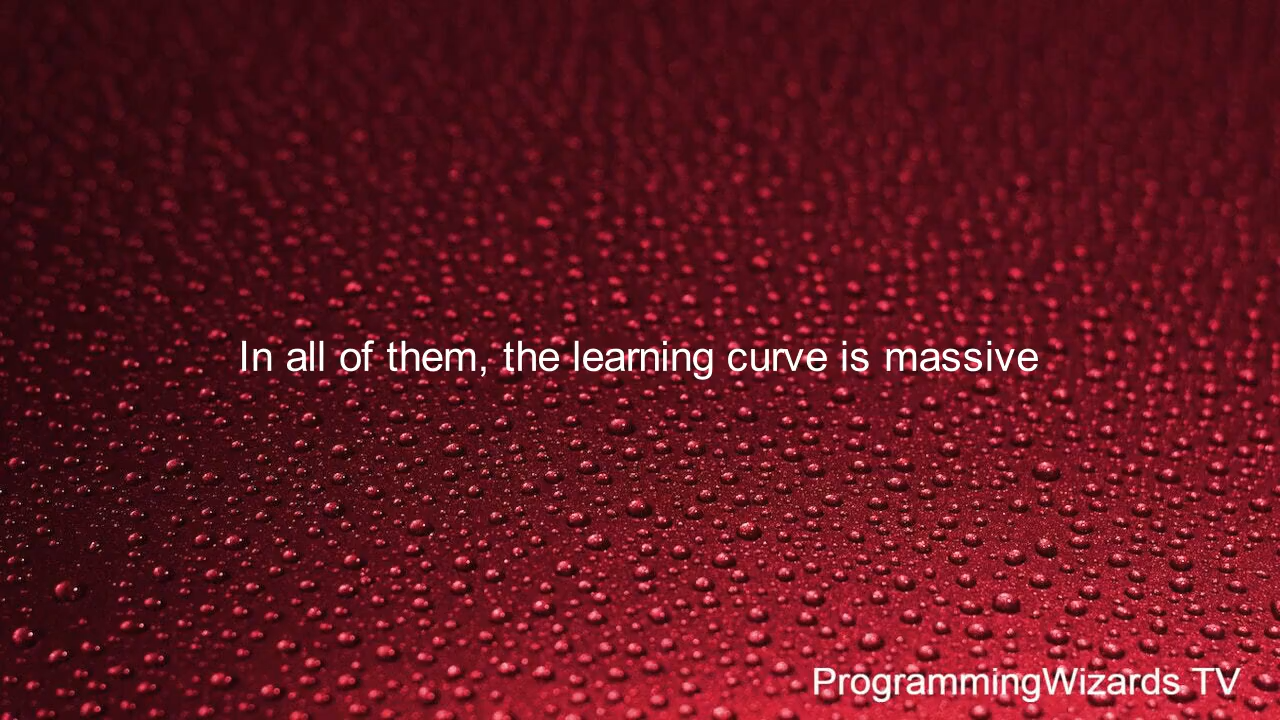 In all of them, the learning curve is massive
ProgrammingWizards TV